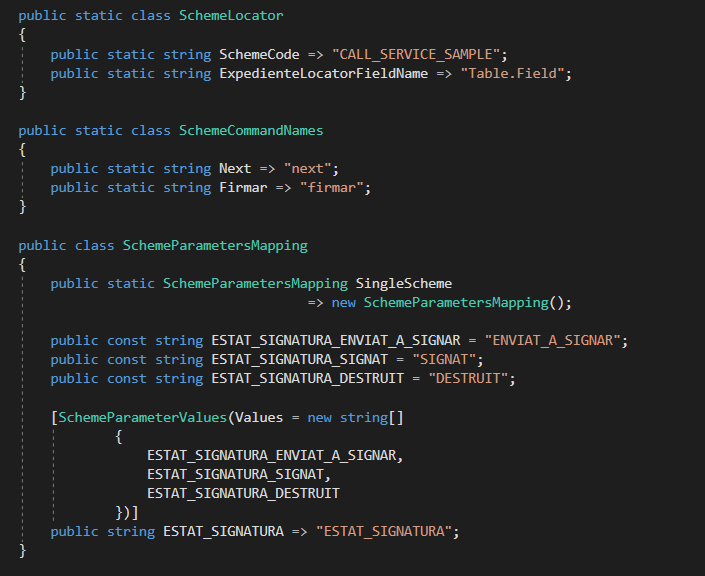 public static class SchemeLocator
{
public static string SchemeCode => "CALL_SERVICE_SAMPLE";
public static string ExpedienteLocatorFieldName => "Table.Field";
}
public static class SchemeCommandNames
{
public static string Next => "next";
public static string Firmar => "firmar";
}
public class SchemeParametersMapping
{
public static SchemeParametersMapping SingleScheme
=> new SchemeParametersMapping();
public const string ESTAT_SIGNATURA_ENVIAT_A_SIGNAR = "ENVIAT_A_SIGNAR";
public const string ESTAT_SIGNATURA_SIGNAT = "SIGNAT";
public const string ESTAT_SIGNATURA_DESTRUIT = "DESTRUIT";
[SchemeParameterValues(Values = new string[]
{
ESTAT_SIGNATURA_ENVIAT_A_SIGNAR,
ESTAT_SIGNATURA_SIGNAT,
ESTAT_SIGNATURA_DESTRUIT
})]
public string ESTAT_SIGNATURA => "ESTAT_SIGNATURA";
}